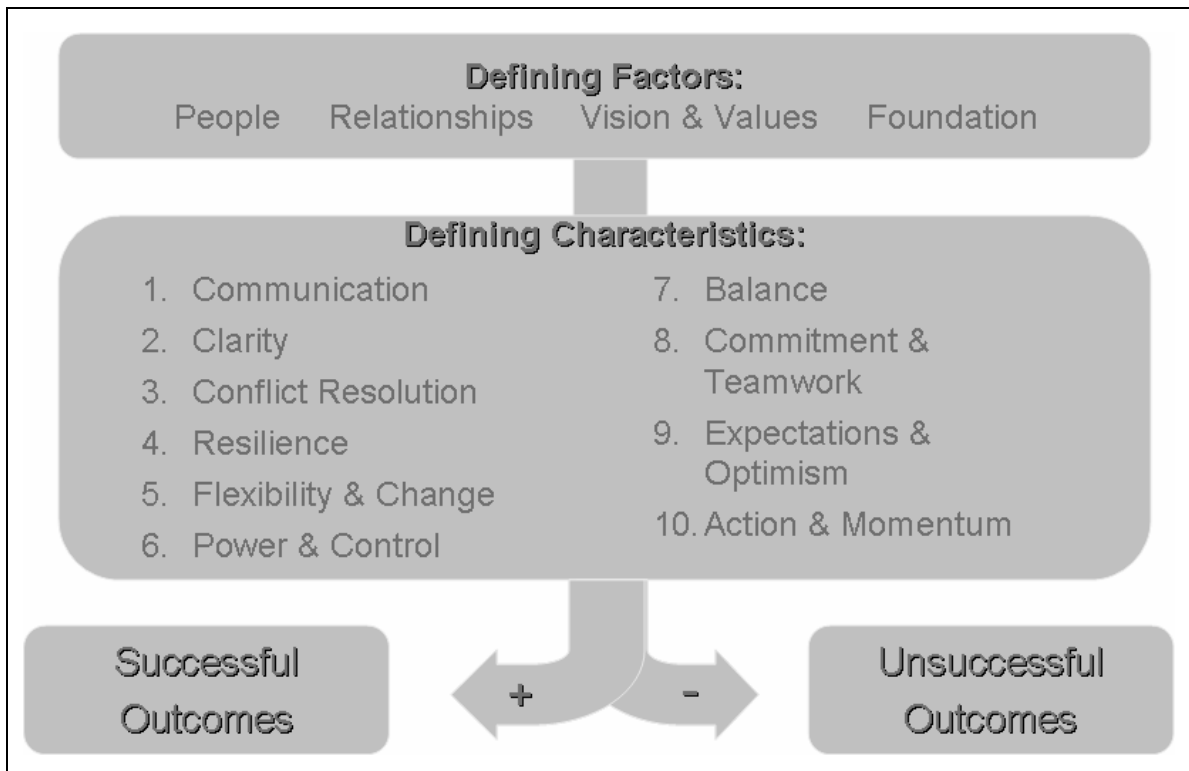 Defining Factors:
People Relationships Vision & Values Foundation
Defining Characteristics:
1. Communication
2. Clarity
3. Conflict Resolution
4. Resilience
5. Flexibility & Change
6. Power & Control
7. Balance
8. Commitment &
Teamwork
9. Expectations &
Optimism
10. Action & Momentum
Successful
Outcomes
+
-
Unsuccessful
Outcomes